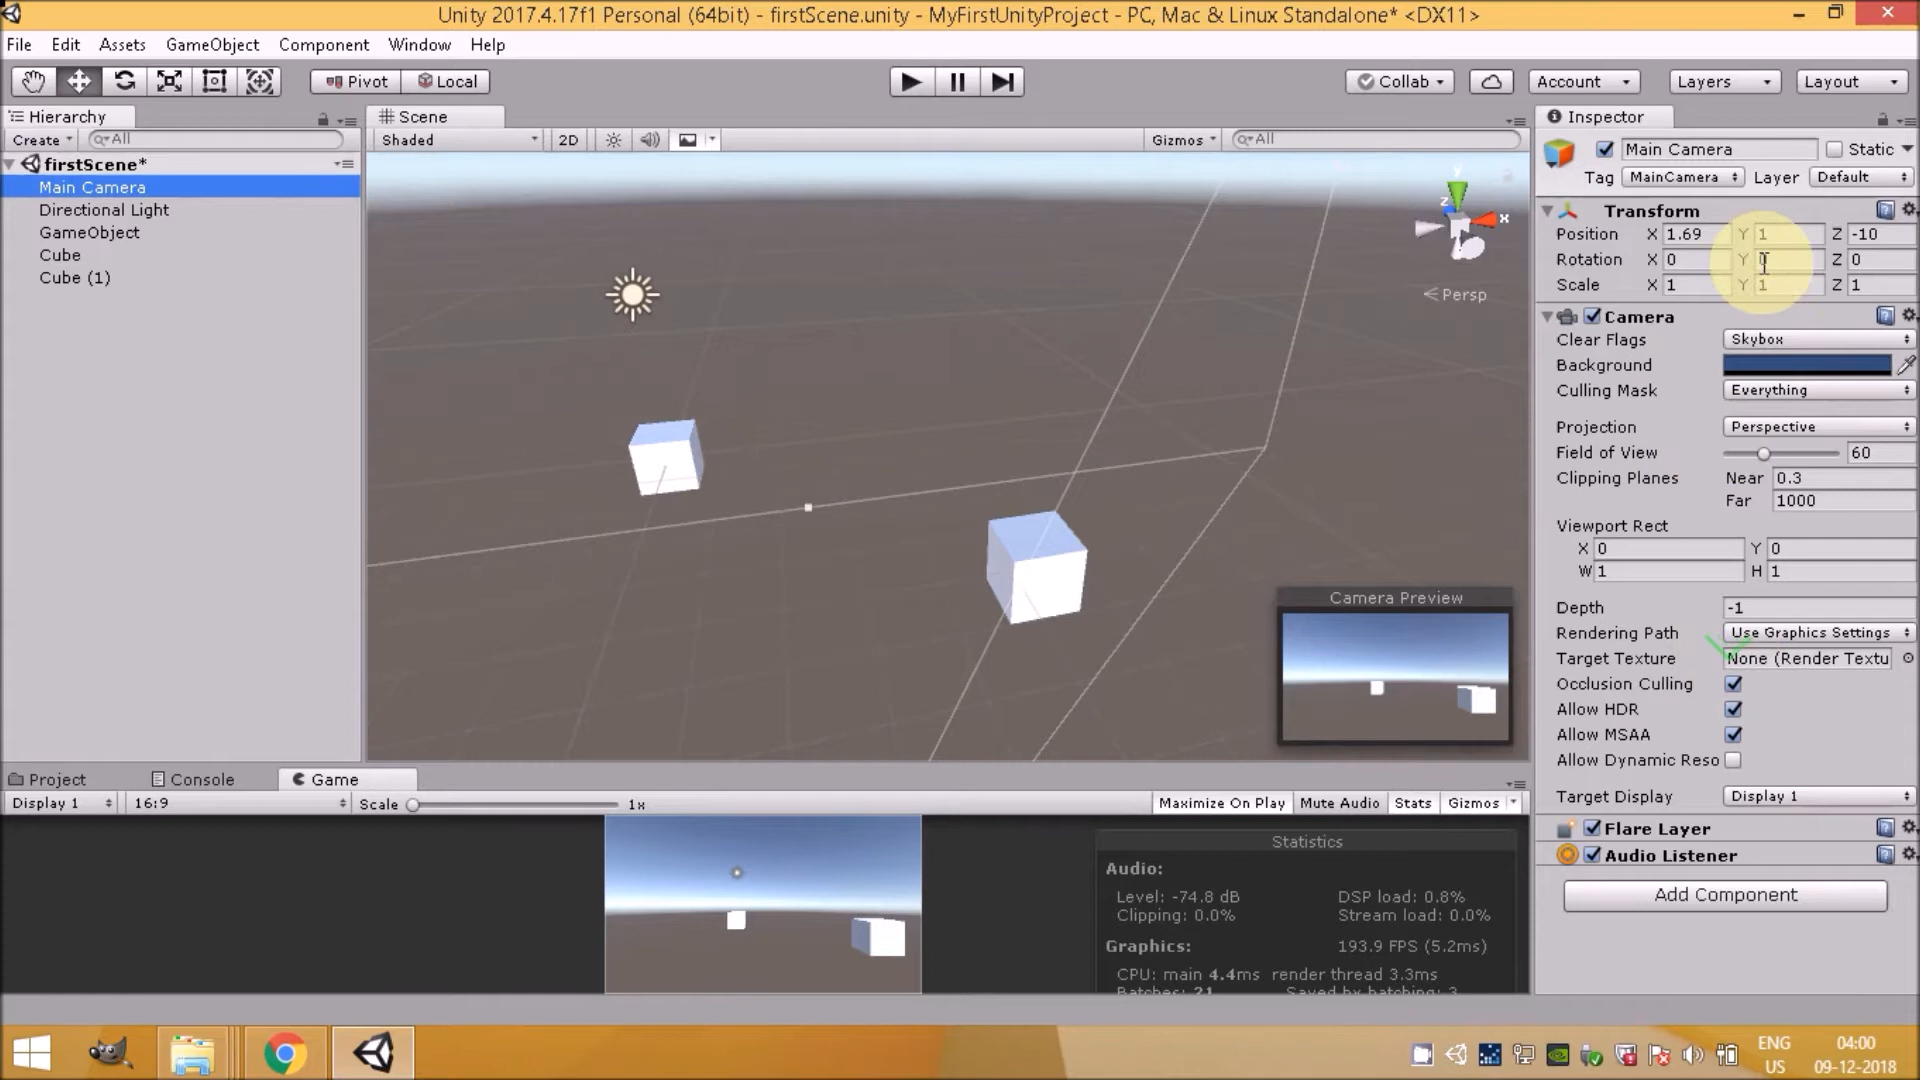 Unity 2017.4.17f1 Personal (64bit) - firstScene.unity - MyFirstUnityProject - PC, Mac & Linux Standalone* <DX11>
File Edit Assets GameObject Component Window Help
Pivot Local Collab Account Layers Layout
Hierarchy
Create All
firstScene*
Main Camera
Directional Light
GameObject
Cube
Cube (1)
Scene
Shaded 2D Gizmos All
y
z x
Persp
Camera Preview
Inspector
Main Camera Static
Tag MainCamera Layer Default
Transform
Position X 1.69 Y 1 Z -10
Rotation X 0 Y 0 Z 0
Scale X 1 Y 1 Z 1
Camera
Clear Flags Skybox
Background
Culling Mask Everything
Projection Perspective
Field of View 60
Clipping Planes Near 0.3
Far 1000
Viewport Rect
X 0 Y 0
W 1 H 1
Depth -1
Rendering Path Use Graphics Settings
Target Texture None (Render Textu
Occlusion Culling
Allow HDR
Allow MSAA
Allow Dynamic Reso
Target Display Display 1
Flare Layer
Audio Listener
Add Component
Project Console Game
Display 1 16:9 Scale 1x Maximize On Play Mute Audio Stats Gizmos
Statistics
Audio:
Level: -74.8 dB DSP load: 0.8%
Clipping: 0.0% Stream load: 0.0%
Graphics: 193.9 FPS (5.2ms)
CPU: main 4.4ms render thread 3.3ms
Batches: 21 Saved by batching: 3
ENG 04:00
US 09-12-2018